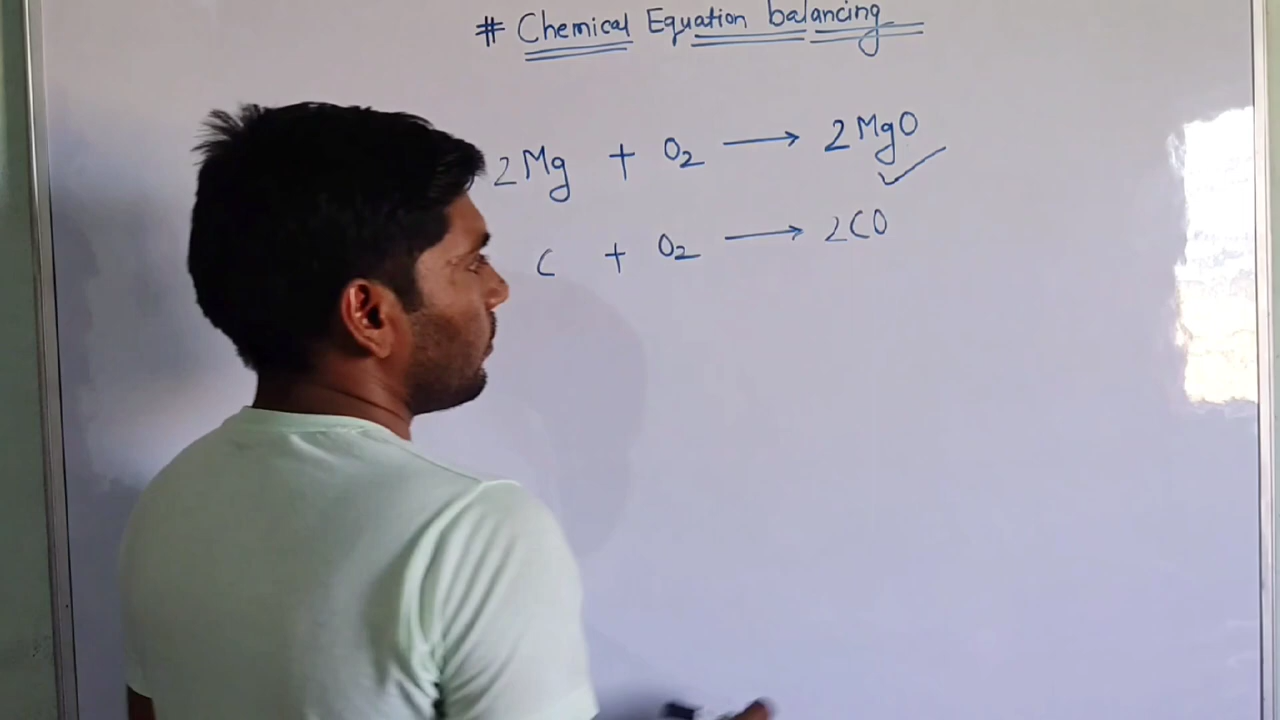 # Chemical Equation balancing
2Mg + O₂ ⟶ 2MgO ✓
C + O₂ ⟶ 2CO